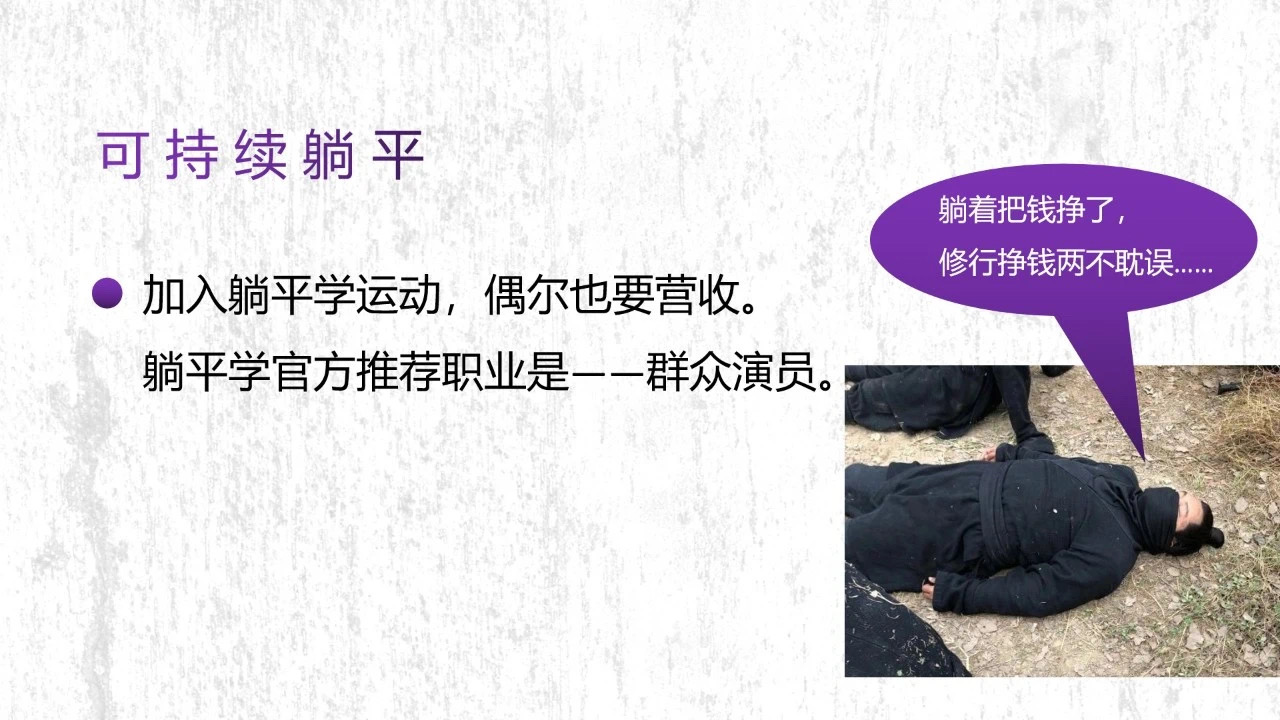 可持续躺平
加入躺平学运动，偶尔也要营收。
躺平学官方推荐职业是——群众演员。
躺着把钱挣了，
修行挣钱两不耽误......